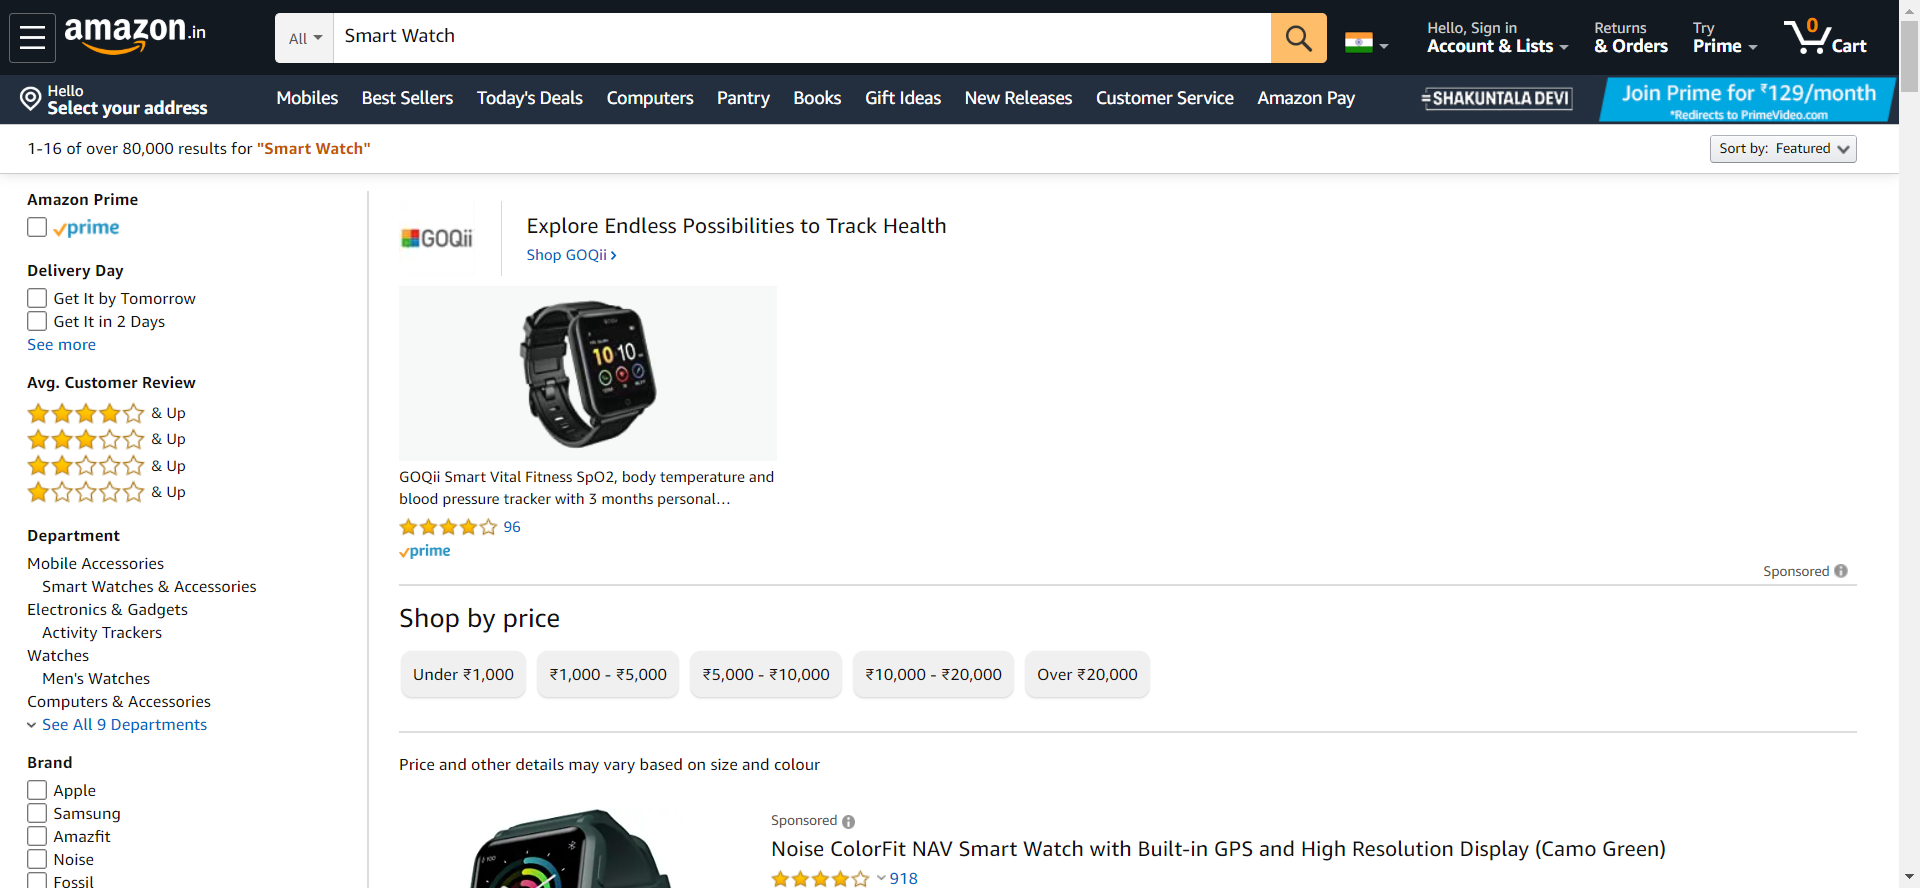 amazon.in
All
Smart Watch
Hello, Sign in
Account & Lists
Returns
& Orders
Try
Prime
0
Cart
Hello
Select your address
Mobiles
Best Sellers
Today's Deals
Computers
Pantry
Books
Gift Ideas
New Releases
Customer Service
Amazon Pay
SHAKUNTALA DEVI
Join Prime for ₹129/month
*Redirects to PrimeVideo.com
1-16 of over 80,000 results for "Smart Watch"
Sort by: Featured
Amazon Prime
prime
Delivery Day
Get It by Tomorrow
Get It in 2 Days
See more
Avg. Customer Review
& Up
& Up
& Up
& Up
Department
Mobile Accessories
Smart Watches & Accessories
Electronics & Gadgets
Activity Trackers
Watches
Men's Watches
Computers & Accessories
See All 9 Departments
Brand
Apple
Samsung
Amazfit
Noise
Fossil
GOQii
Explore Endless Possibilities to Track Health
Shop GOQii ›
10:10
GOQii Smart Vital Fitness SpO2, body temperature and
blood pressure tracker with 3 months personal...
96
prime
Sponsored
Shop by price
Under ₹1,000
₹1,000 - ₹5,000
₹5,000 - ₹10,000
₹10,000 - ₹20,000
Over ₹20,000
Price and other details may vary based on size and colour
100
Sponsored
Noise ColorFit NAV Smart Watch with Built-in GPS and High Resolution Display (Camo Green)
918